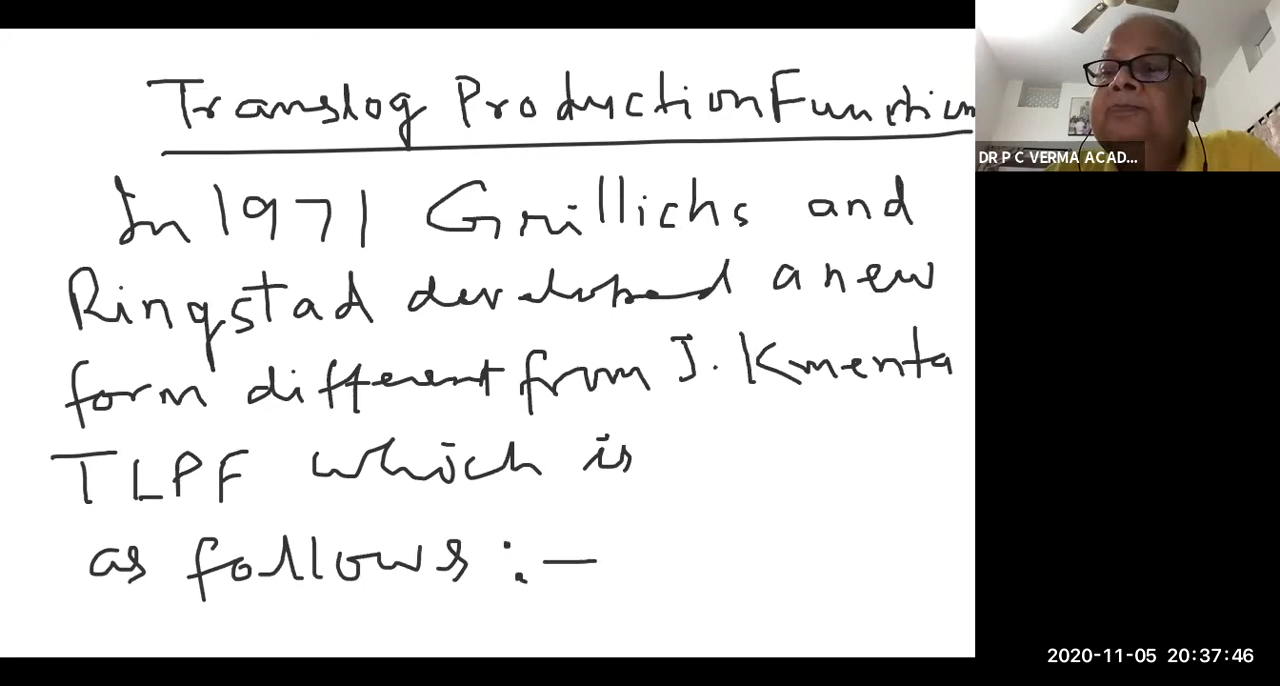 Translog Production Function
In 1971 Grillichs and
Ringstad developed a new
form different from J. Kmenta
TLPF which is
as follows :—
DR P C VERMA ACAD...
2020-11-05 20:37:46